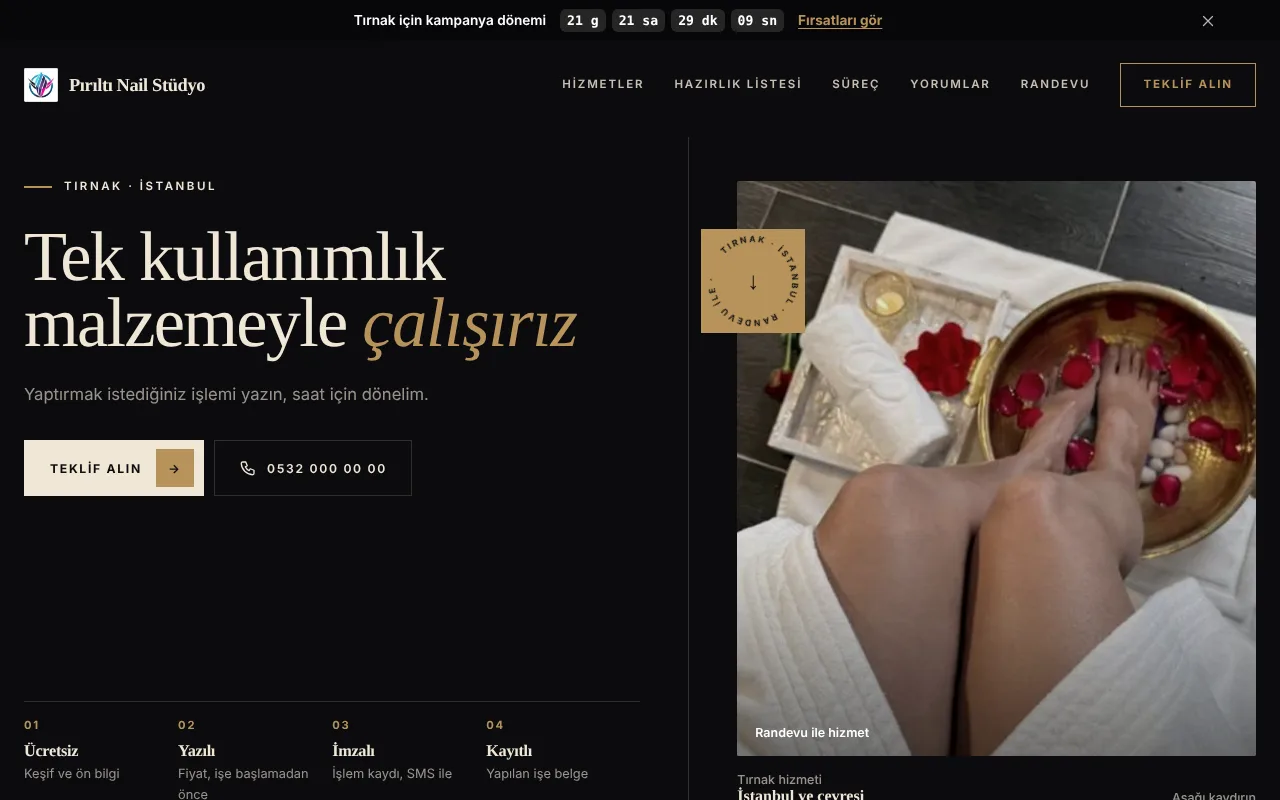 Tırnak için kampanya dönemi 21 g 21 sa 29 dk 09 sn Fırsatları gör
Pırıltı Nail Stüdyo
HİZMETLER HAZIRLIK LİSTESİ SÜREÇ YORUMLAR RANDEVU TEKLİF ALIN
TIRNAK · İSTANBUL
Tek kullanımlık
malzemeyle çalışırız
Yaptırmak istediğiniz işlemi yazın, saat için dönelim.
TEKLİF ALIN → 0532 000 00 00
TIRNAK · İSTANBUL · RANDEVU İLE ·
↓
Randevu ile hizmet
01 02 03 04
Ücretsiz Yazılı İmzalı Kayıtlı
Keşif ve ön bilgi Fiyat, işe başlamadan önce İşlem kaydı, SMS ile Yapılan işe belge
Tırnak hizmeti
İstanbul ve çevresi Aşağı kaydırın